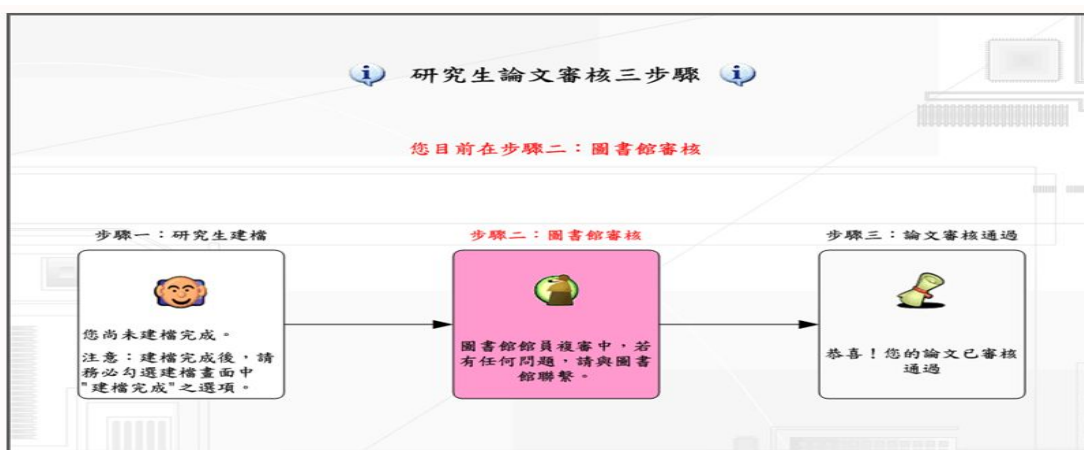 研究生論文審核三步驟
您目前在步驟二：圖書館審核
步驟一：研究生建檔
您尚未建檔完成。
注意：建檔完成後，請
務必勾選建檔畫面中
"建檔完成"之選項。
步驟二：圖書館審核
圖書館館員複審中，若
有任何問題，請與圖書
館聯繫。
步驟三：論文審核通過
恭喜！您的論文已審核
通過